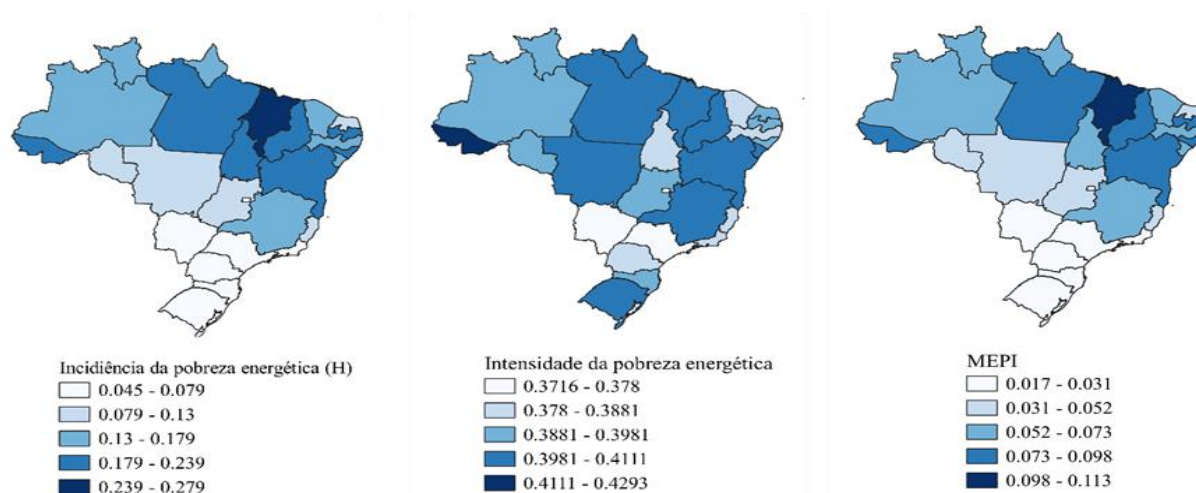 Incidiência da pobreza energética (H)
0.045 - 0.079
0.079 - 0.13
0.13 - 0.179
0.179 - 0.239
0.239 - 0.279
Intensidade da pobreza energética
0.3716 - 0.378
0.378 - 0.3881
0.3881 - 0.3981
0.3981 - 0.4111
0.4111 - 0.4293
MEPI
0.017 - 0.031
0.031 - 0.052
0.052 - 0.073
0.073 - 0.098
0.098 - 0.113